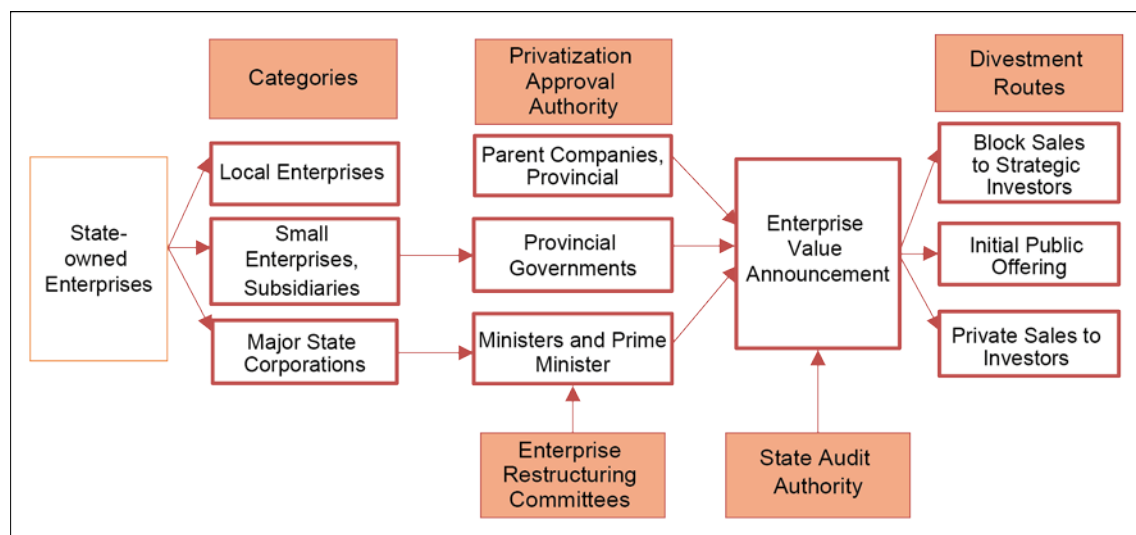 Categories
Privatization
Approval
Authority
Divestment
Routes
State-
owned
Enterprises
Local Enterprises
Small
Enterprises,
Subsidiaries
Major State
Corporations
Parent Companies,
Provincial
Provincial
Governments
Ministers and Prime
Minister
Enterprise
Restructuring
Committees
Enterprise
Value
Announcement
State Audit
Authority
Block Sales
to Strategic
Investors
Initial Public
Offering
Private Sales to
Investors